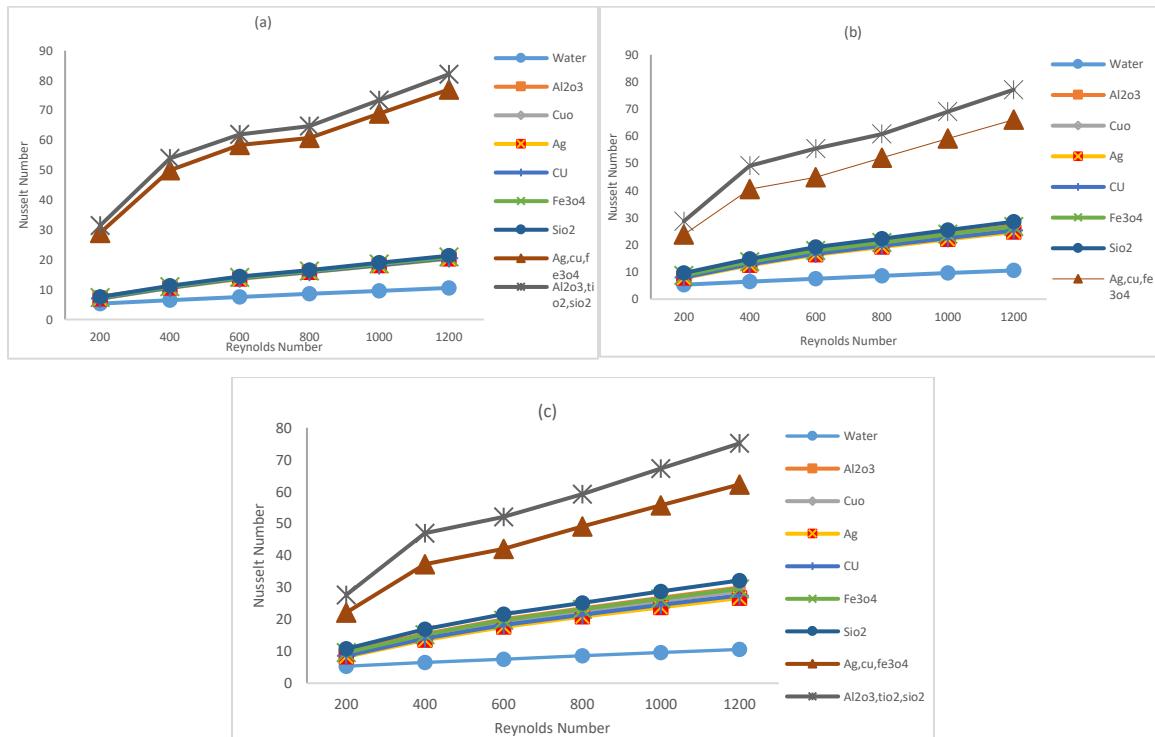 (a)
90
80
70
60
50
40
30
20
10
0
Nusselt Number
200 400 600 800 1000 1200
Reynolds Number
Water
Al2o3
Cuo
Ag
CU
Fe3o4
Sio2
Ag,cu,f e
3o4
Al2o3,ti
o2,sio2
(b)
90
80
70
60
50
40
30
20
10
0
Nusselt Number
200 400 600 800 1000 1200
Reynolds Number
Water
Al2o3
Cuo
Ag
CU
Fe3o4
Sio2
Ag,cu,fe
3o4
(c)
80
70
60
50
40
30
20
10
0
Nusselt Number
200 400 600 800 1000 1200
Reynolds Number
Water
Al2o3
Cuo
Ag
CU
Fe3o4
Sio2
Ag,cu,fe3o4
Al2o3,tio2,sio2